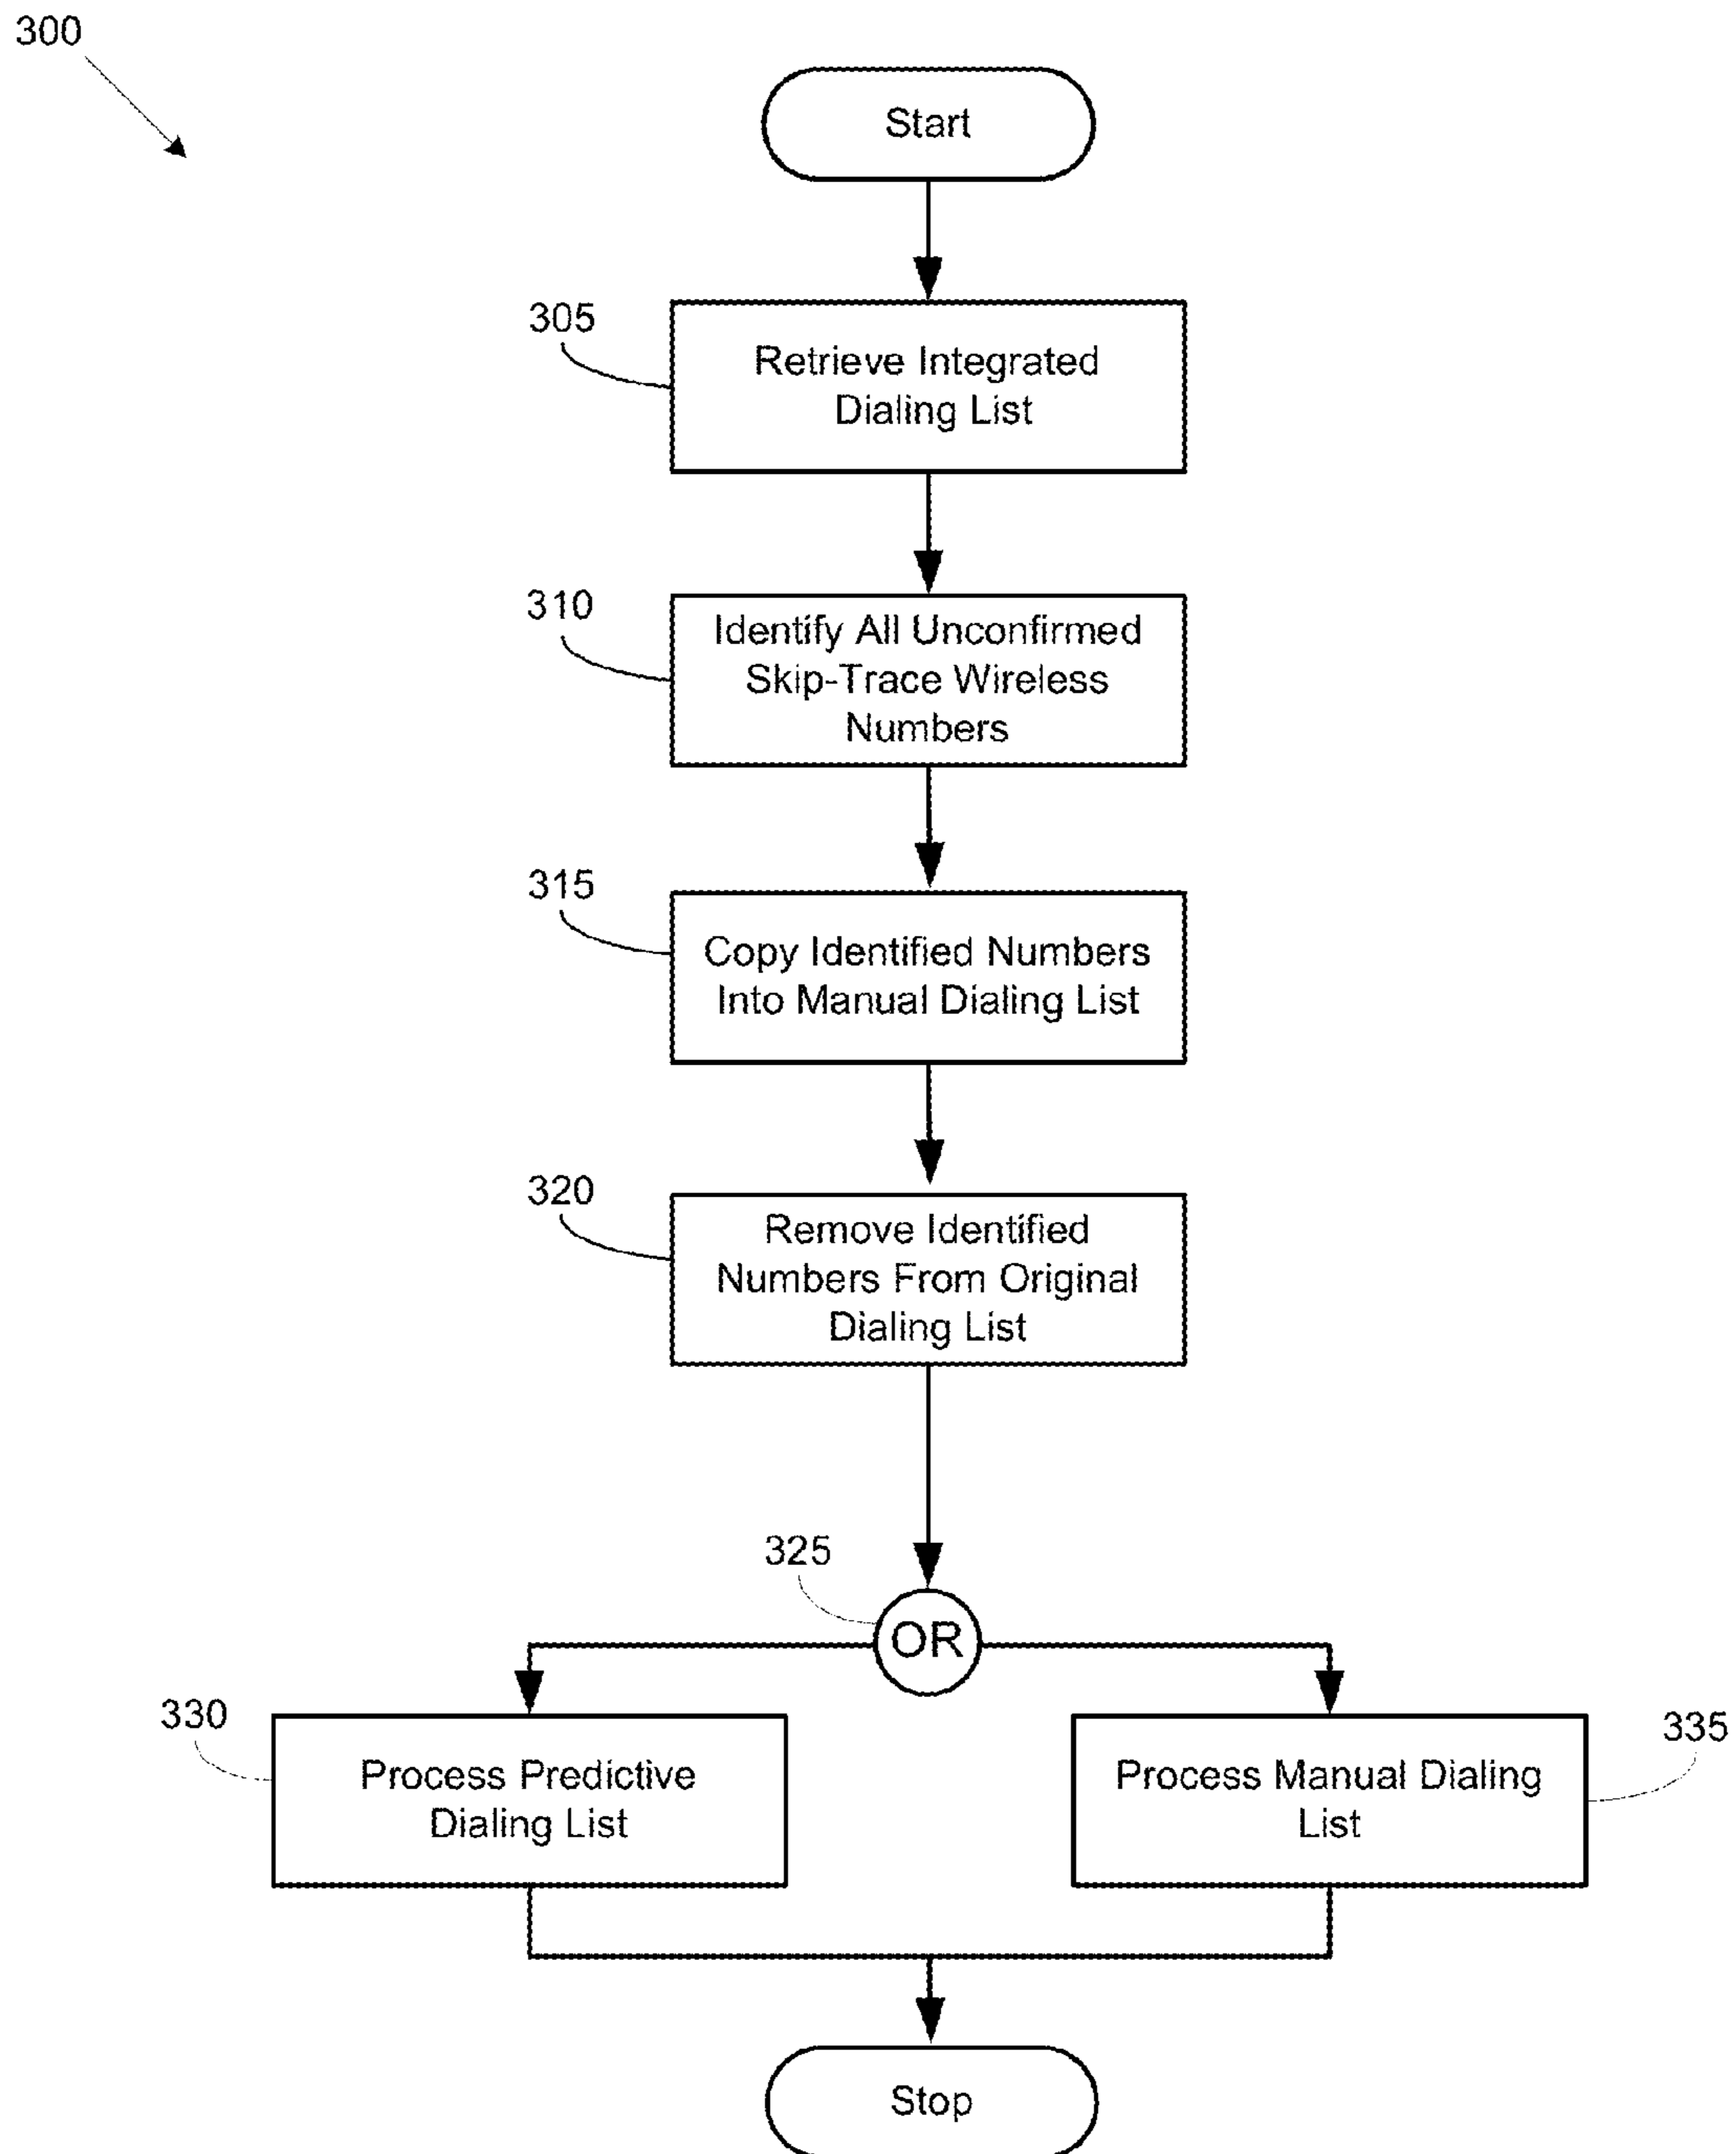 300
Start
305
Retrieve Integrated
Dialing List
310
Identify All Unconfirmed
Skip-Trace Wireless
Numbers
315
Copy Identified Numbers
Into Manual Dialing List
320
Remove Identified
Numbers From Original
Dialing List
325
OR
330
Process Predictive
Dialing List
335
Process Manual Dialing
List
Stop